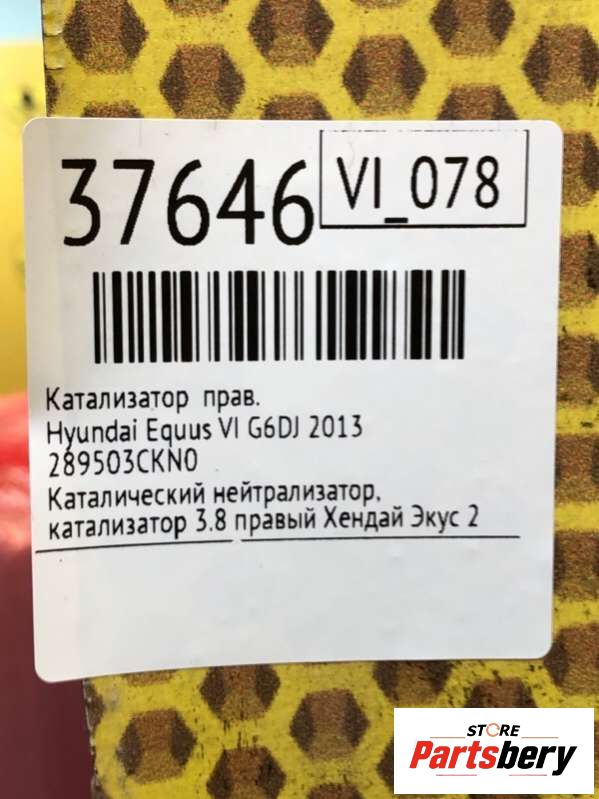 37646
VI_078
Катализатор прав.
Hyundai Equus VI G6DJ 2013
289503CKN0
Каталический нейтрализатор,
катализатор 3.8 правый Хендай Экус 2
STORE
Partsbery